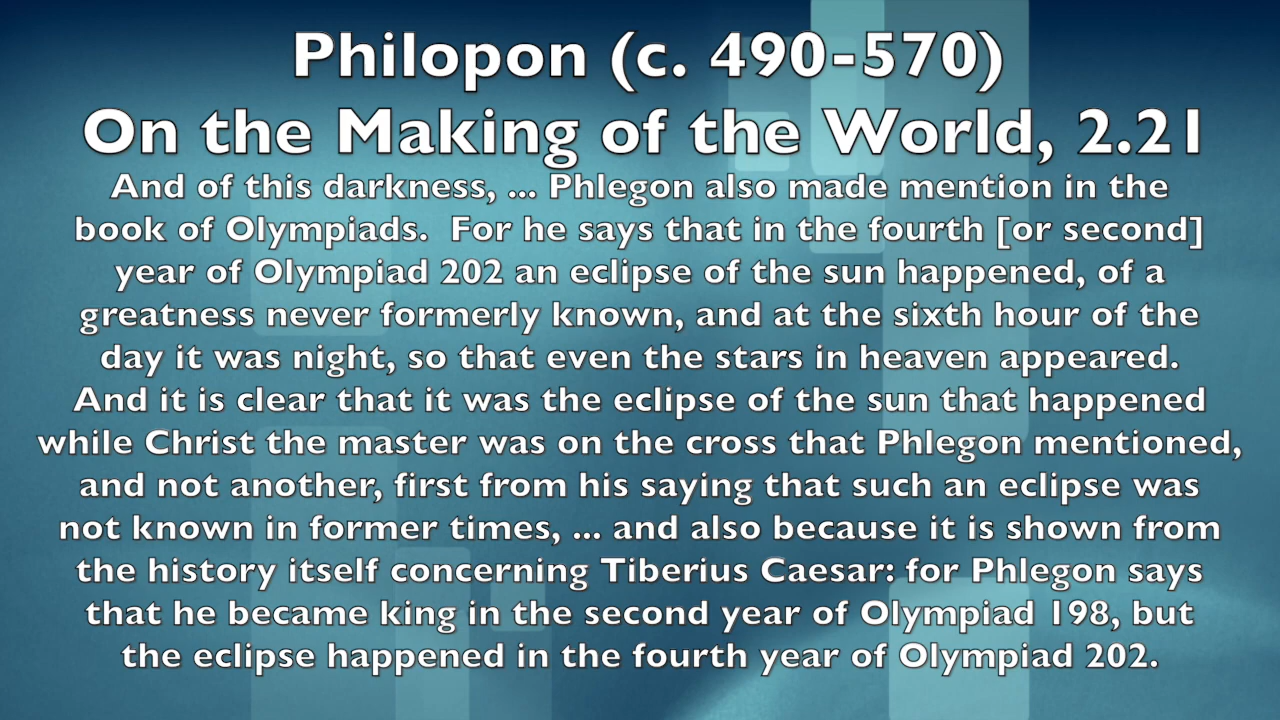 Philopon (c. 490-570)
On the Making of the World, 2.21
And of this darkness, ... Phlegon also made mention in the
book of Olympiads.  For he says that in the fourth [or second]
year of Olympiad 202 an eclipse of the sun happened, of a
greatness never formerly known, and at the sixth hour of the
day it was night, so that even the stars in heaven appeared.
And it is clear that it was the eclipse of the sun that happened
while Christ the master was on the cross that Phlegon mentioned,
and not another, first from his saying that such an eclipse was
not known in former times, ... and also because it is shown from
the history itself concerning Tiberius Caesar: for Phlegon says
that he became king in the second year of Olympiad 198, but
the eclipse happened in the fourth year of Olympiad 202.